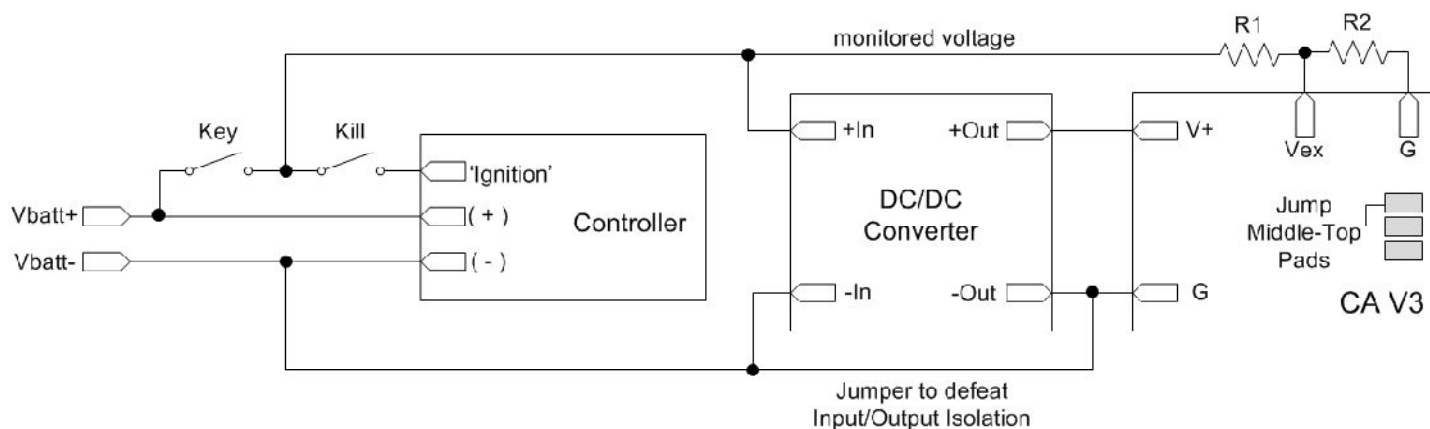 R1
R2
monitored voltage
Key
Kill
+In
+Out
V+
Vex
G
'Ignition'
Vbatt+
(+)
Controller
DC/DC
Converter
Jump
Middle-Top
Pads
Vbatt-
(-)
-In
-Out
G
CA V3
Jumper to defeat
Input/Output Isolation